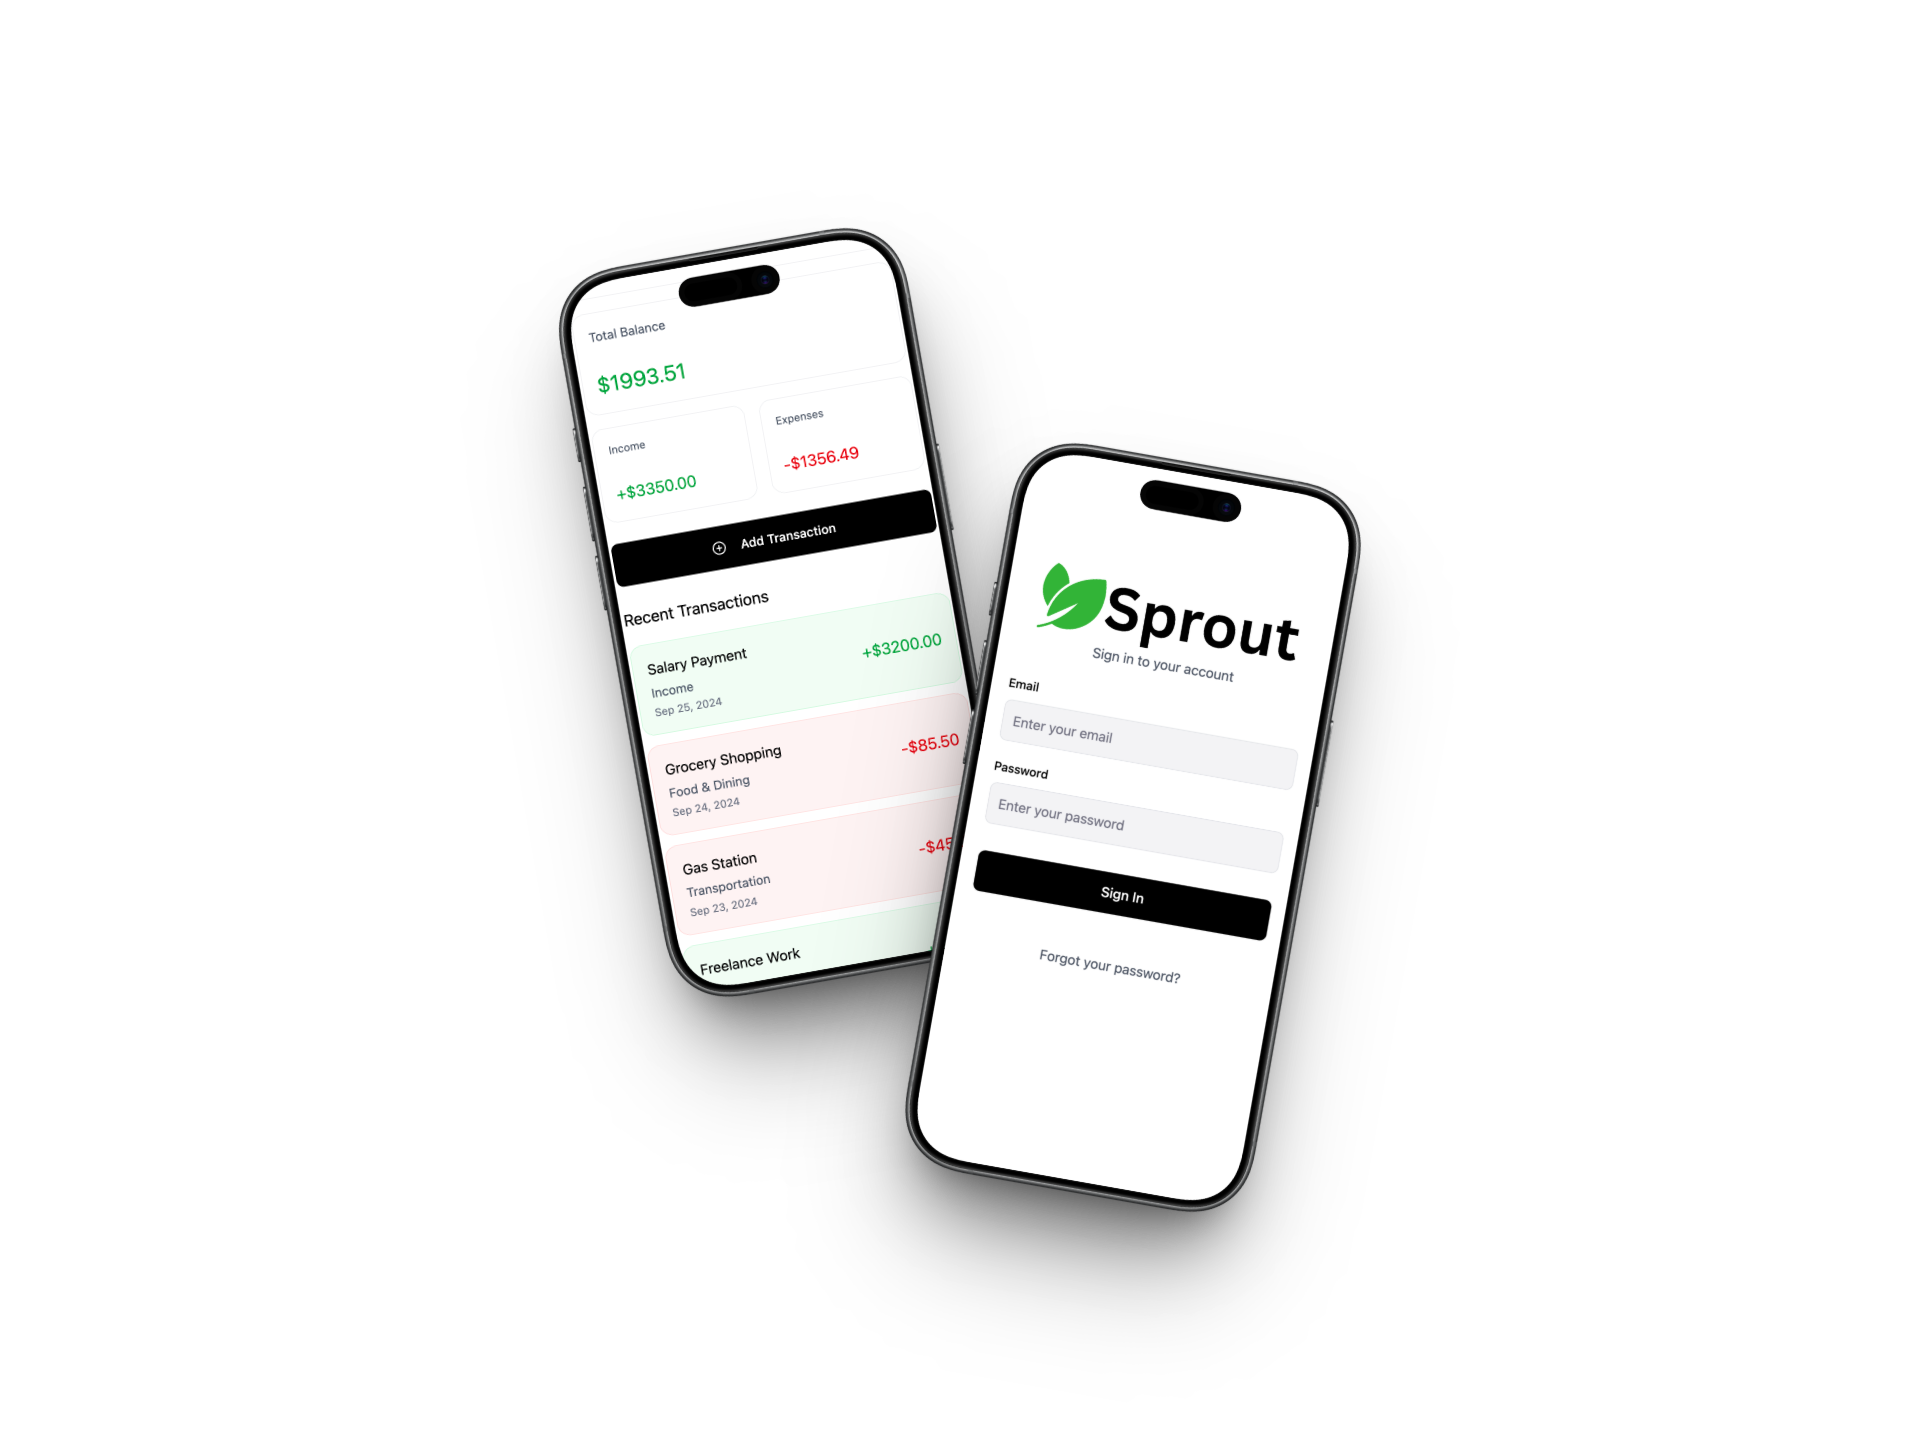 Total Balance
$1993.51
Income
+$3350.00
Expenses
-$1356.49
Add Transaction
Recent Transactions
Salary Payment
+$3200.00
Income
Sep 25, 2024
Grocery Shopping
-$85.50
Food & Dining
Sep 24, 2024
Gas Station
Transportation
Sep 23, 2024
Freelance Work
Sprout
Sign in to your account
Email
Enter your email
Password
Enter your password
Sign In
Forgot your password?